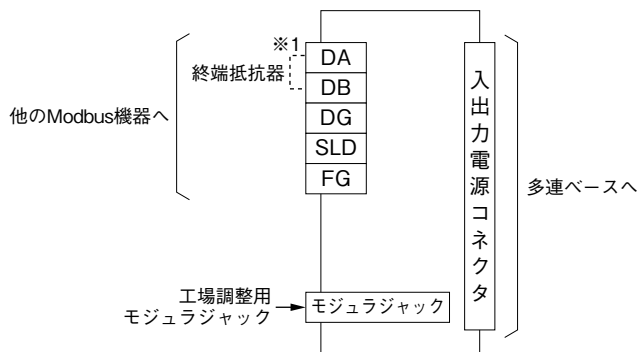 ※1
終端抵抗器
DA
DB
DG
SLD
FG
他のModbus機器へ
入出力電源コネクタ
多連ベースへ
工場調整用
モジュラジャック
モジュラジャック